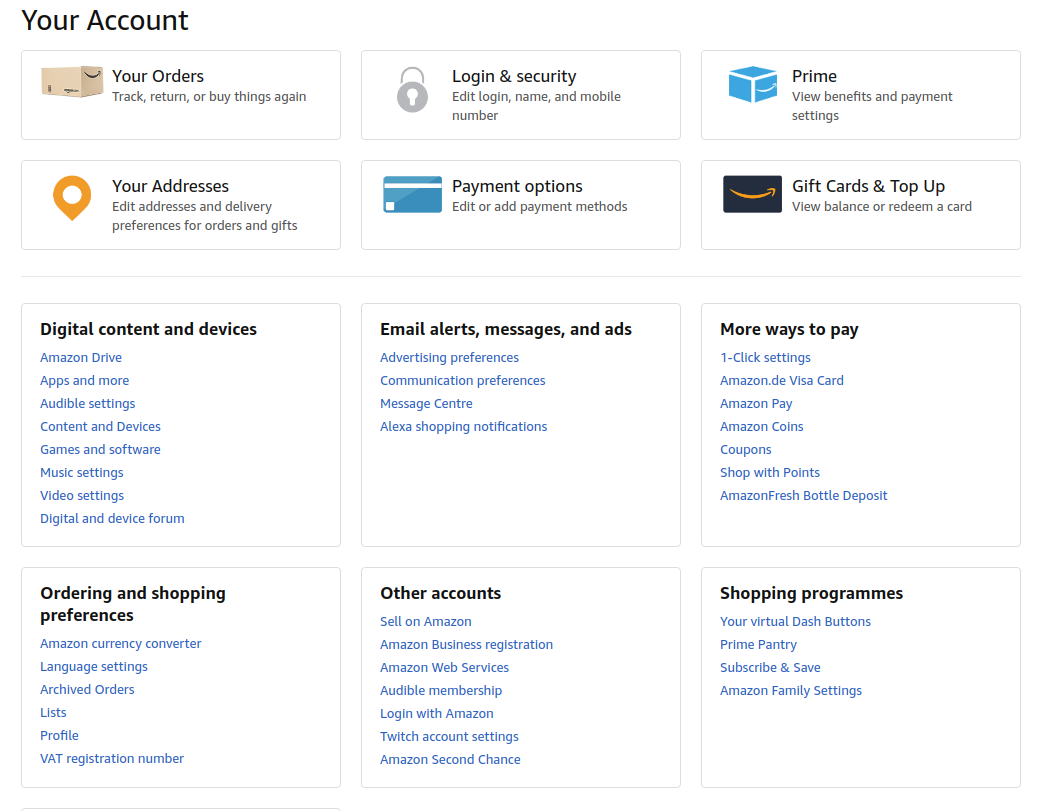 Your Account
Your Orders
Track, return, or buy things again
Login & security
Edit login, name, and mobile
number
Prime
View benefits and payment
settings
Your Addresses
Edit addresses and delivery
preferences for orders and gifts
Payment options
Edit or add payment methods
Gift Cards & Top Up
View balance or redeem a card
Digital content and devices
Amazon Drive
Apps and more
Audible settings
Content and Devices
Games and software
Music settings
Video settings
Digital and device forum
Email alerts, messages, and ads
Advertising preferences
Communication preferences
Message Centre
Alexa shopping notifications
More ways to pay
1-Click settings
Amazon.de Visa Card
Amazon Pay
Amazon Coins
Coupons
Shop with Points
AmazonFresh Bottle Deposit
Ordering and shopping
preferences
Amazon currency converter
Language settings
Archived Orders
Lists
Profile
VAT registration number
Other accounts
Sell on Amazon
Amazon Business registration
Amazon Web Services
Audible membership
Login with Amazon
Twitch account settings
Amazon Second Chance
Shopping programmes
Your virtual Dash Buttons
Prime Pantry
Subscribe & Save
Amazon Family Settings